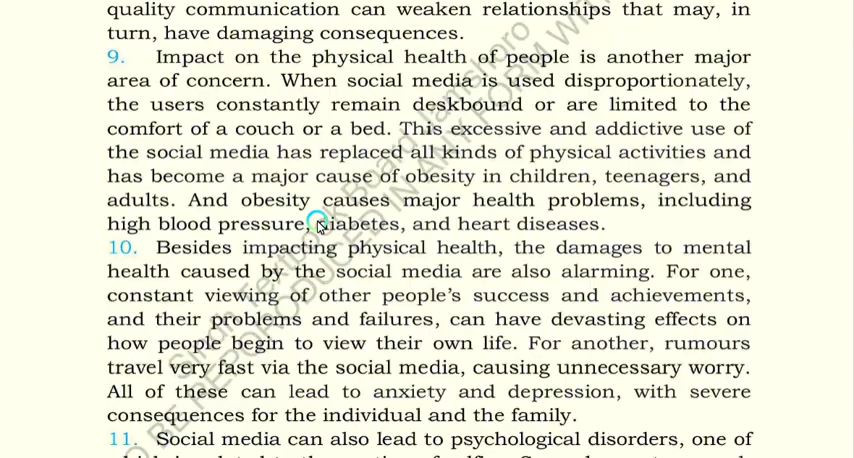 quality communication can weaken relationships that may, in
turn, have damaging consequences.
9. Impact on the physical health of people is another major
area of concern. When social media is used disproportionately,
the users constantly remain deskbound or are limited to the
comfort of a couch or a bed. This excessive and addictive use of
the social media has replaced all kinds of physical activities and
has become a major cause of obesity in children, teenagers, and
adults. And obesity causes major health problems, including
high blood pressure, diabetes, and heart diseases.
10. Besides impacting physical health, the damages to mental
health caused by the social media are also alarming. For one,
constant viewing of other people's success and achievements,
and their problems and failures, can have devasting effects on
how people begin to view their own life. For another, rumours
travel very fast via the social media, causing unnecessary worry.
All of these can lead to anxiety and depression, with severe
consequences for the individual and the family.
11. Social media can also lead to psychological disorders, one of